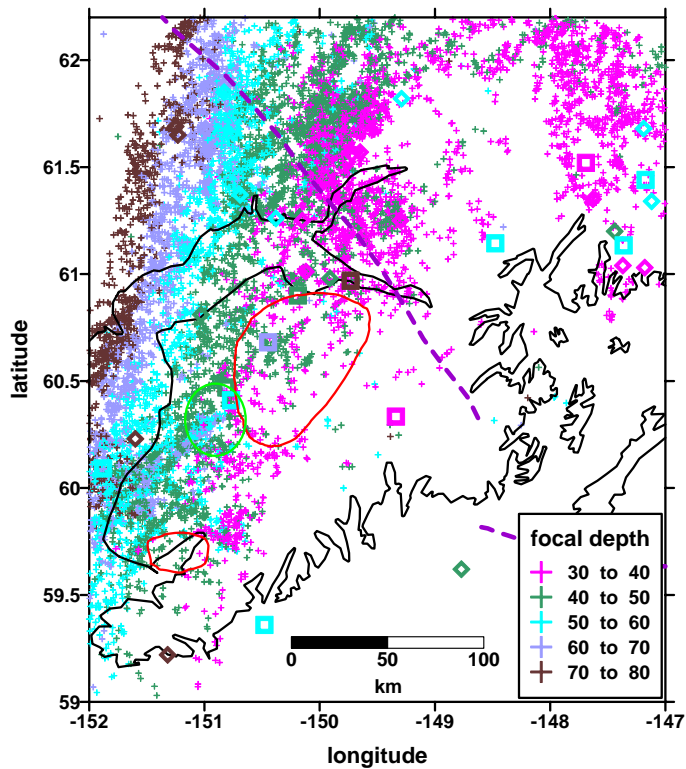 62
61.5
61
60.5
60
59.5
59
latitude
-152
-151
-150
-149
-148
-147
longitude
0
50
100
km
focal depth
30 to 40
40 to 50
50 to 60
60 to 70
70 to 80